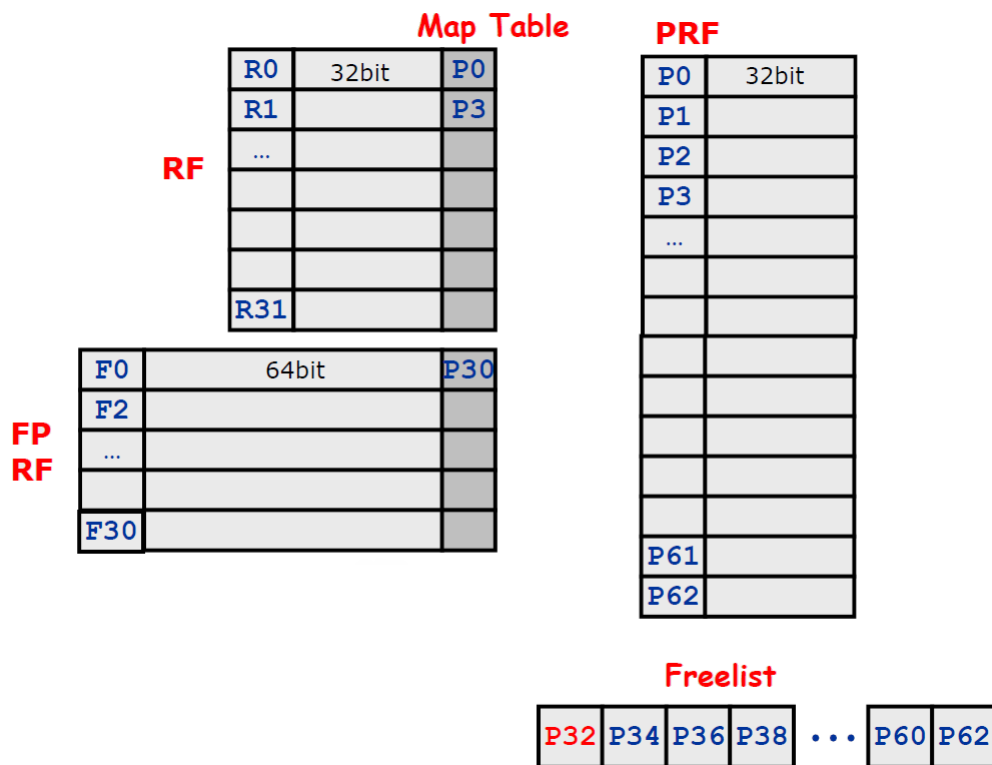 Map Table
PRF
R0 32bit P0
R1 P3
...
RF
R31
P0 32bit
P1
P2
P3
...
P61
P62
F0 64bit P30
F2
...
FP
RF
F30
Freelist
P32 P34 P36 P38 ... P60 P62